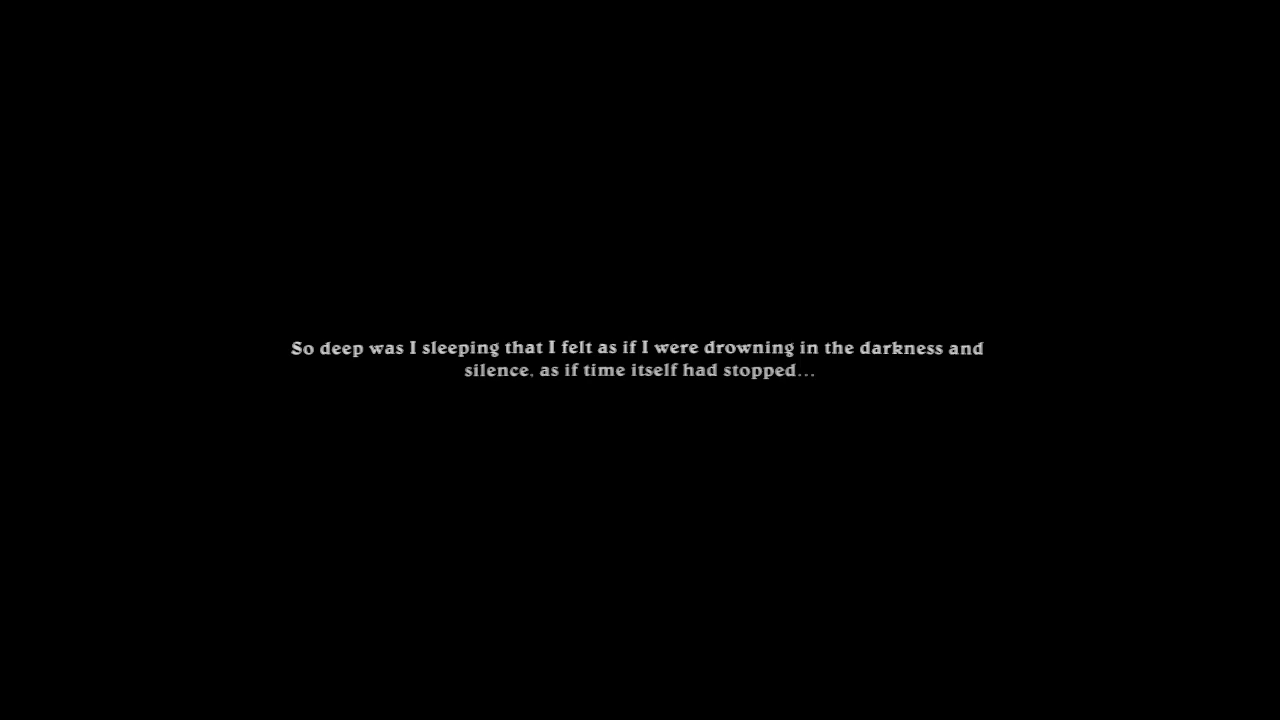 So deep was I sleeping that I felt as if I were drowning in the darkness and
silence, as if time itself had stopped...